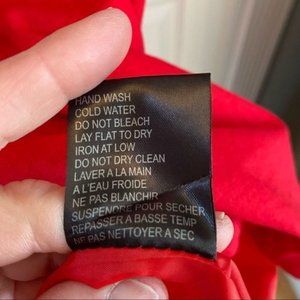 HAND WASH
COLD WATER
DO NOT BLEACH
LAY FLAT TO DRY
IRON AT LOW
DO NOT DRY CLEAN
LAVER A LA MAIN
A L'EAU FROIDE
NE PAS BLANCHIR
SUSPENDRE POUR SECHER
REPASSER A BASSE TEMP
NE PAS NETTOYER A SEC